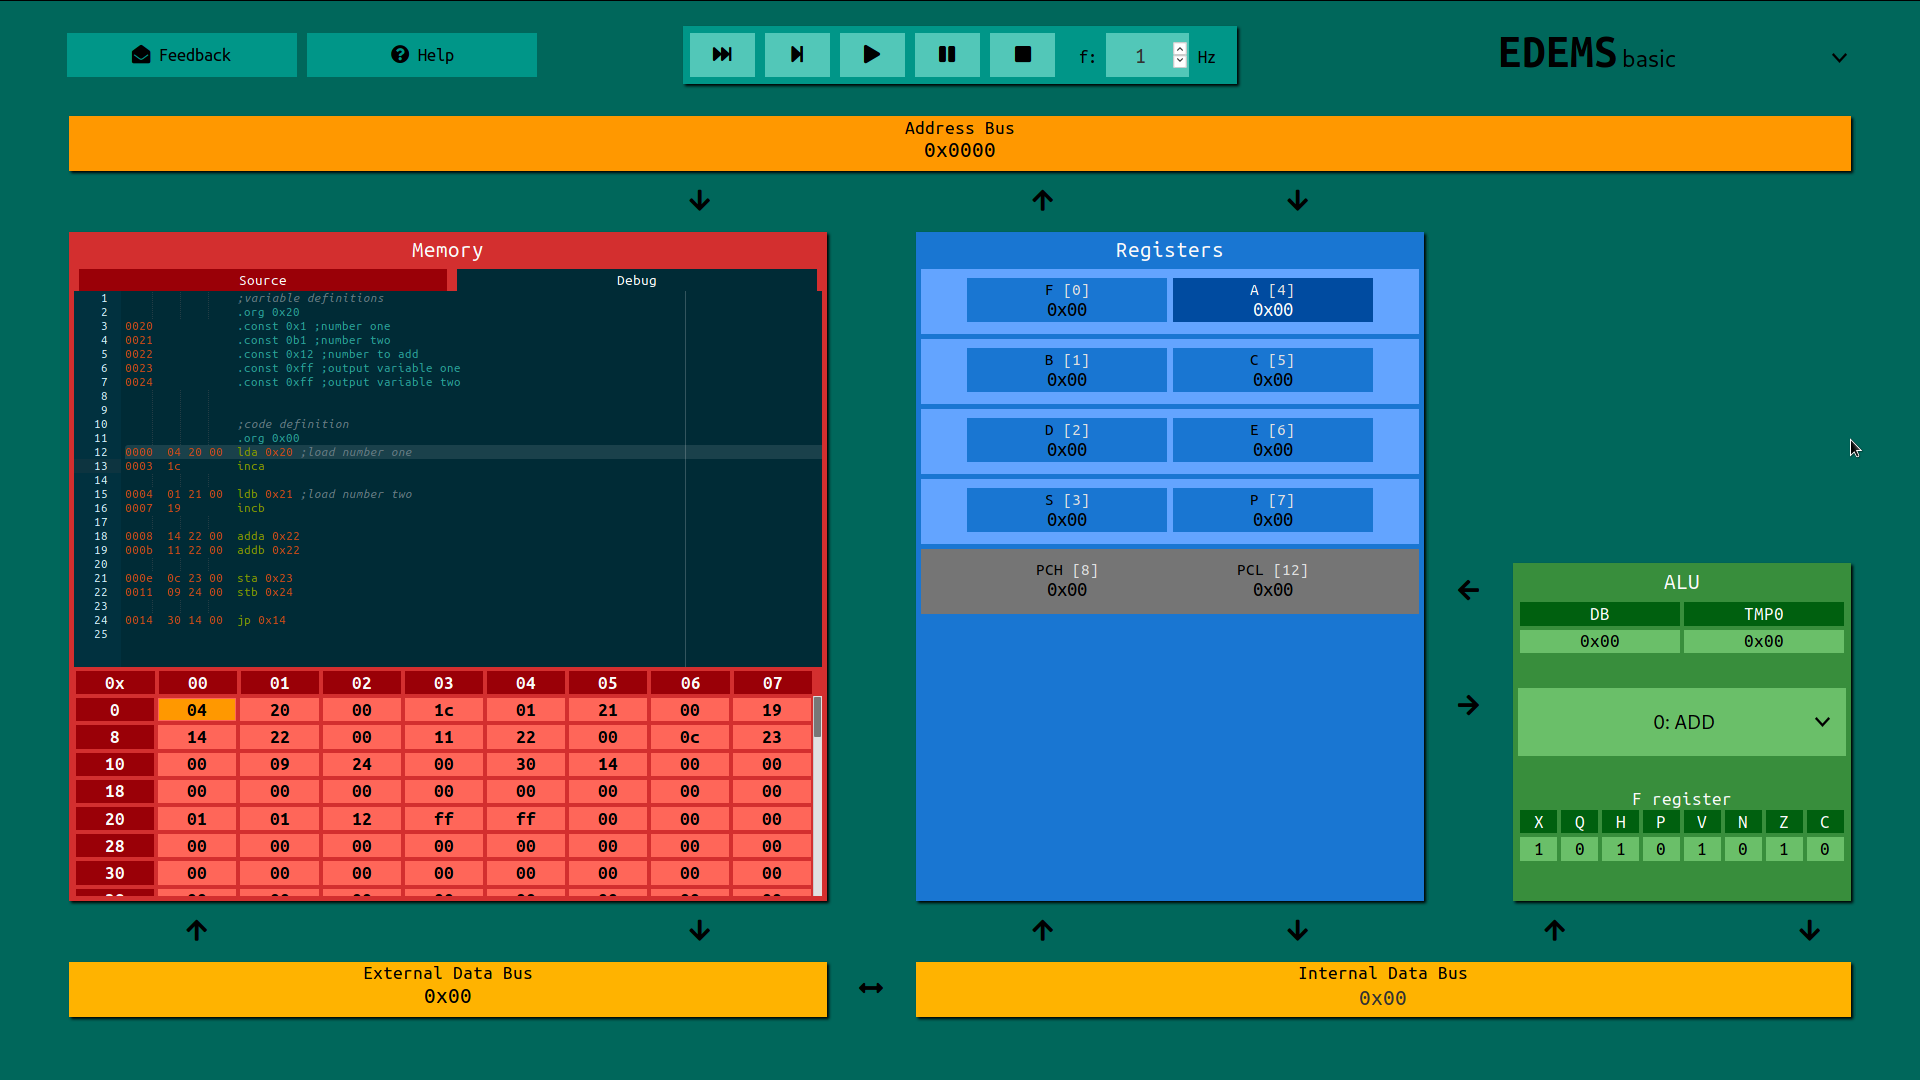 Feedback
Help
f: 1 Hz
EDEMS basic
Address Bus
0x0000
Memory
Source Debug
1 ;variable definitions
2 .org 0x20
3 0020 .const 0x1 ;number one
4 0021 .const 0b1 ;number two
5 0022 .const 0x12 ;number to add
6 0023 .const 0xff ;output variable one
7 0024 .const 0xff ;output variable two
8
9
10 ;code definition
11 .org 0x00
12 0000 04 20 00 lda 0x20 ;load number one
13 0003 1c inca
14
15 0004 01 21 00 ldb 0x21 ;load number two
16 0007 19 incb
17
18 0008 14 22 00 adda 0x22
19 000b 11 22 00 addb 0x22
20
21 000e 0c 23 00 sta 0x23
22 0011 09 24 00 stb 0x24
23
24 0014 30 14 00 jp 0x14
25
0x 00 01 02 03 04 05 06 07
0 04 20 00 1c 01 21 00 19
8 14 22 00 11 22 00 0c 23
10 00 09 24 00 30 14 00 00
18 00 00 00 00 00 00 00 00
20 01 01 12 ff ff 00 00 00
28 00 00 00 00 00 00 00 00
30 00 00 00 00 00 00 00 00
Registers
F [0] A [4]
0x00 0x00
B [1] C [5]
0x00 0x00
D [2] E [6]
0x00 0x00
S [3] P [7]
0x00 0x00
PCH [8] PCL [12]
0x00 0x00
ALU
DB TMP0
0x00 0x00
0: ADD
F register
X Q H P V N Z C
1 0 1 0 1 0 1 0
External Data Bus
0x00
Internal Data Bus
0x00